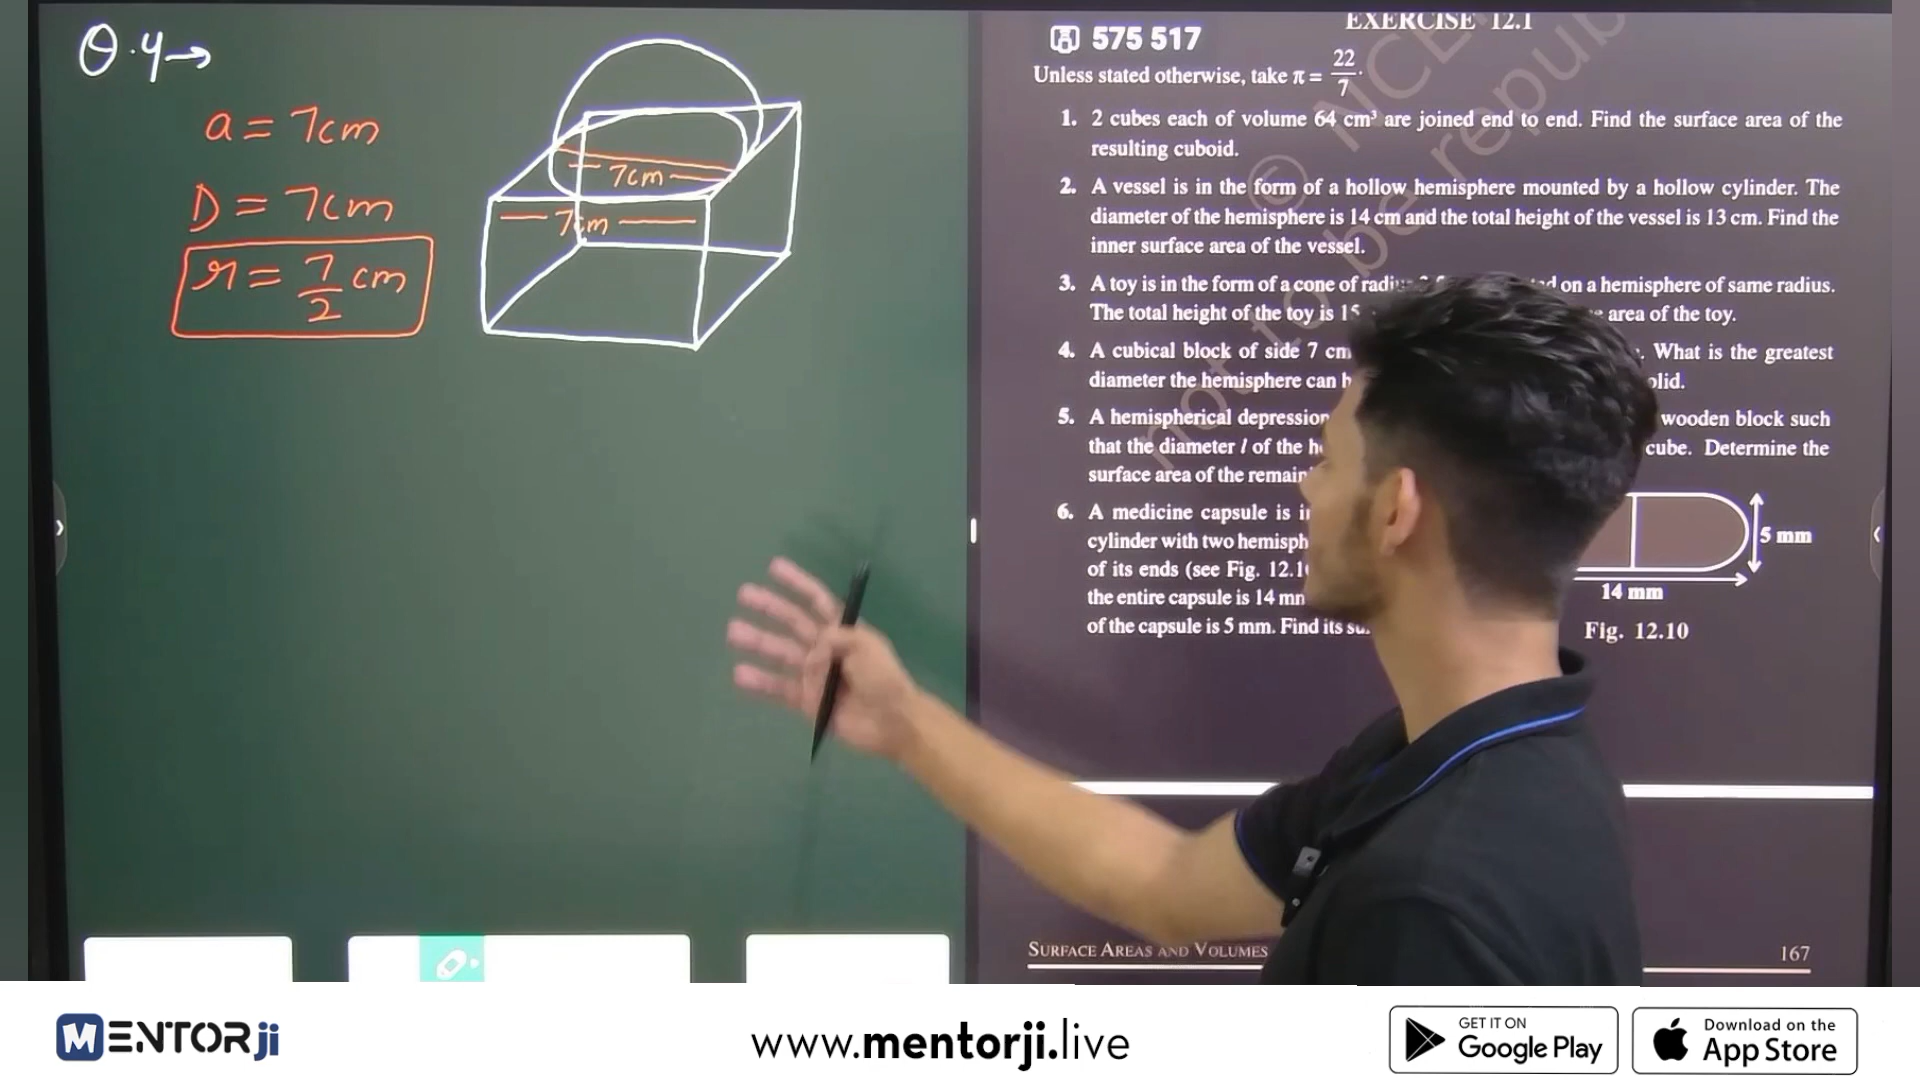 Q.4→
a = 7cm
D = 7cm
r = 7/2 cm
7cm
7cm
575 517
EXERCISE 12.1
Unless stated otherwise, take π = 22/7.
1. 2 cubes each of volume 64 cm³ are joined end to end. Find the surface area of the
resulting cuboid.
2. A vessel is in the form of a hollow hemisphere mounted by a hollow cylinder. The
diameter of the hemisphere is 14 cm and the total height of the vessel is 13 cm. Find the
inner surface area of the vessel.
3. A toy is in the form of a cone of on a hemisphere of same radius.
The total height of the toy is area of the toy.
4. A cubical block of side 7 What is the greatest
diameter the hemisphere can
5. A hemispherical depression wooden block such
that the diameter l of the cube. Determine the
surface area of the
6. A medicine capsule is
cylinder with two
of its ends (see Fig.
the entire capsule is 14
of the capsule is 5 mm. Find its
5 mm
14 mm
Fig. 12.10
© NCE
not to be repub
SURFACE AREAS AND VOLUMES
167
MENTORji
www.mentorji.live
GET IT ON
Google Play
Download on the
App Store